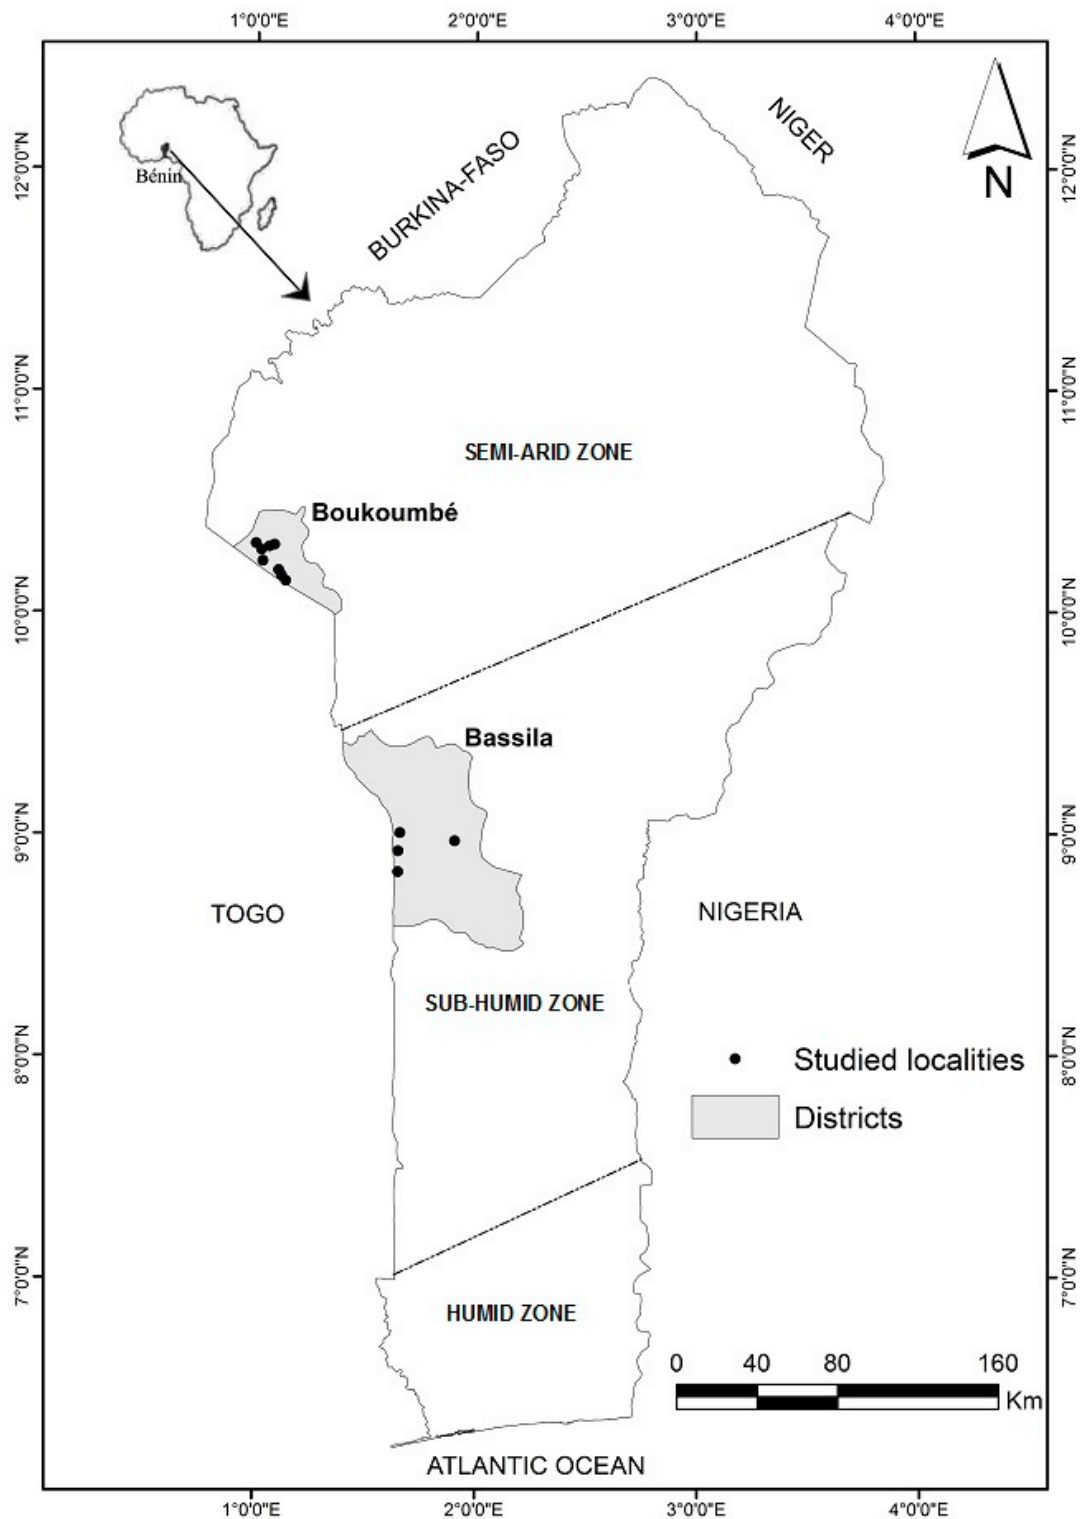 1°0'0"E 2°0'0"E 3°0'0"E 4°0'0"E
12°0'0"N
12°0'0"N
BURKINA-FASO
NIGER
N
Bénin
11°0'0"N
11°0'0"N
SEMI-ARID ZONE
Boukoumbé
10°0'0"N
10°0'0"N
Bassila
9°0'0"N
9°0'0"N
TOGO
NIGERIA
SUB-HUMID ZONE
8°0'0"N
8°0'0"N
Studied localities
Districts
7°0'0"N
7°0'0"N
HUMID ZONE
0 40 80 160
Km
ATLANTIC OCEAN
1°0'0"E 2°0'0"E 3°0'0"E 4°0'0"E